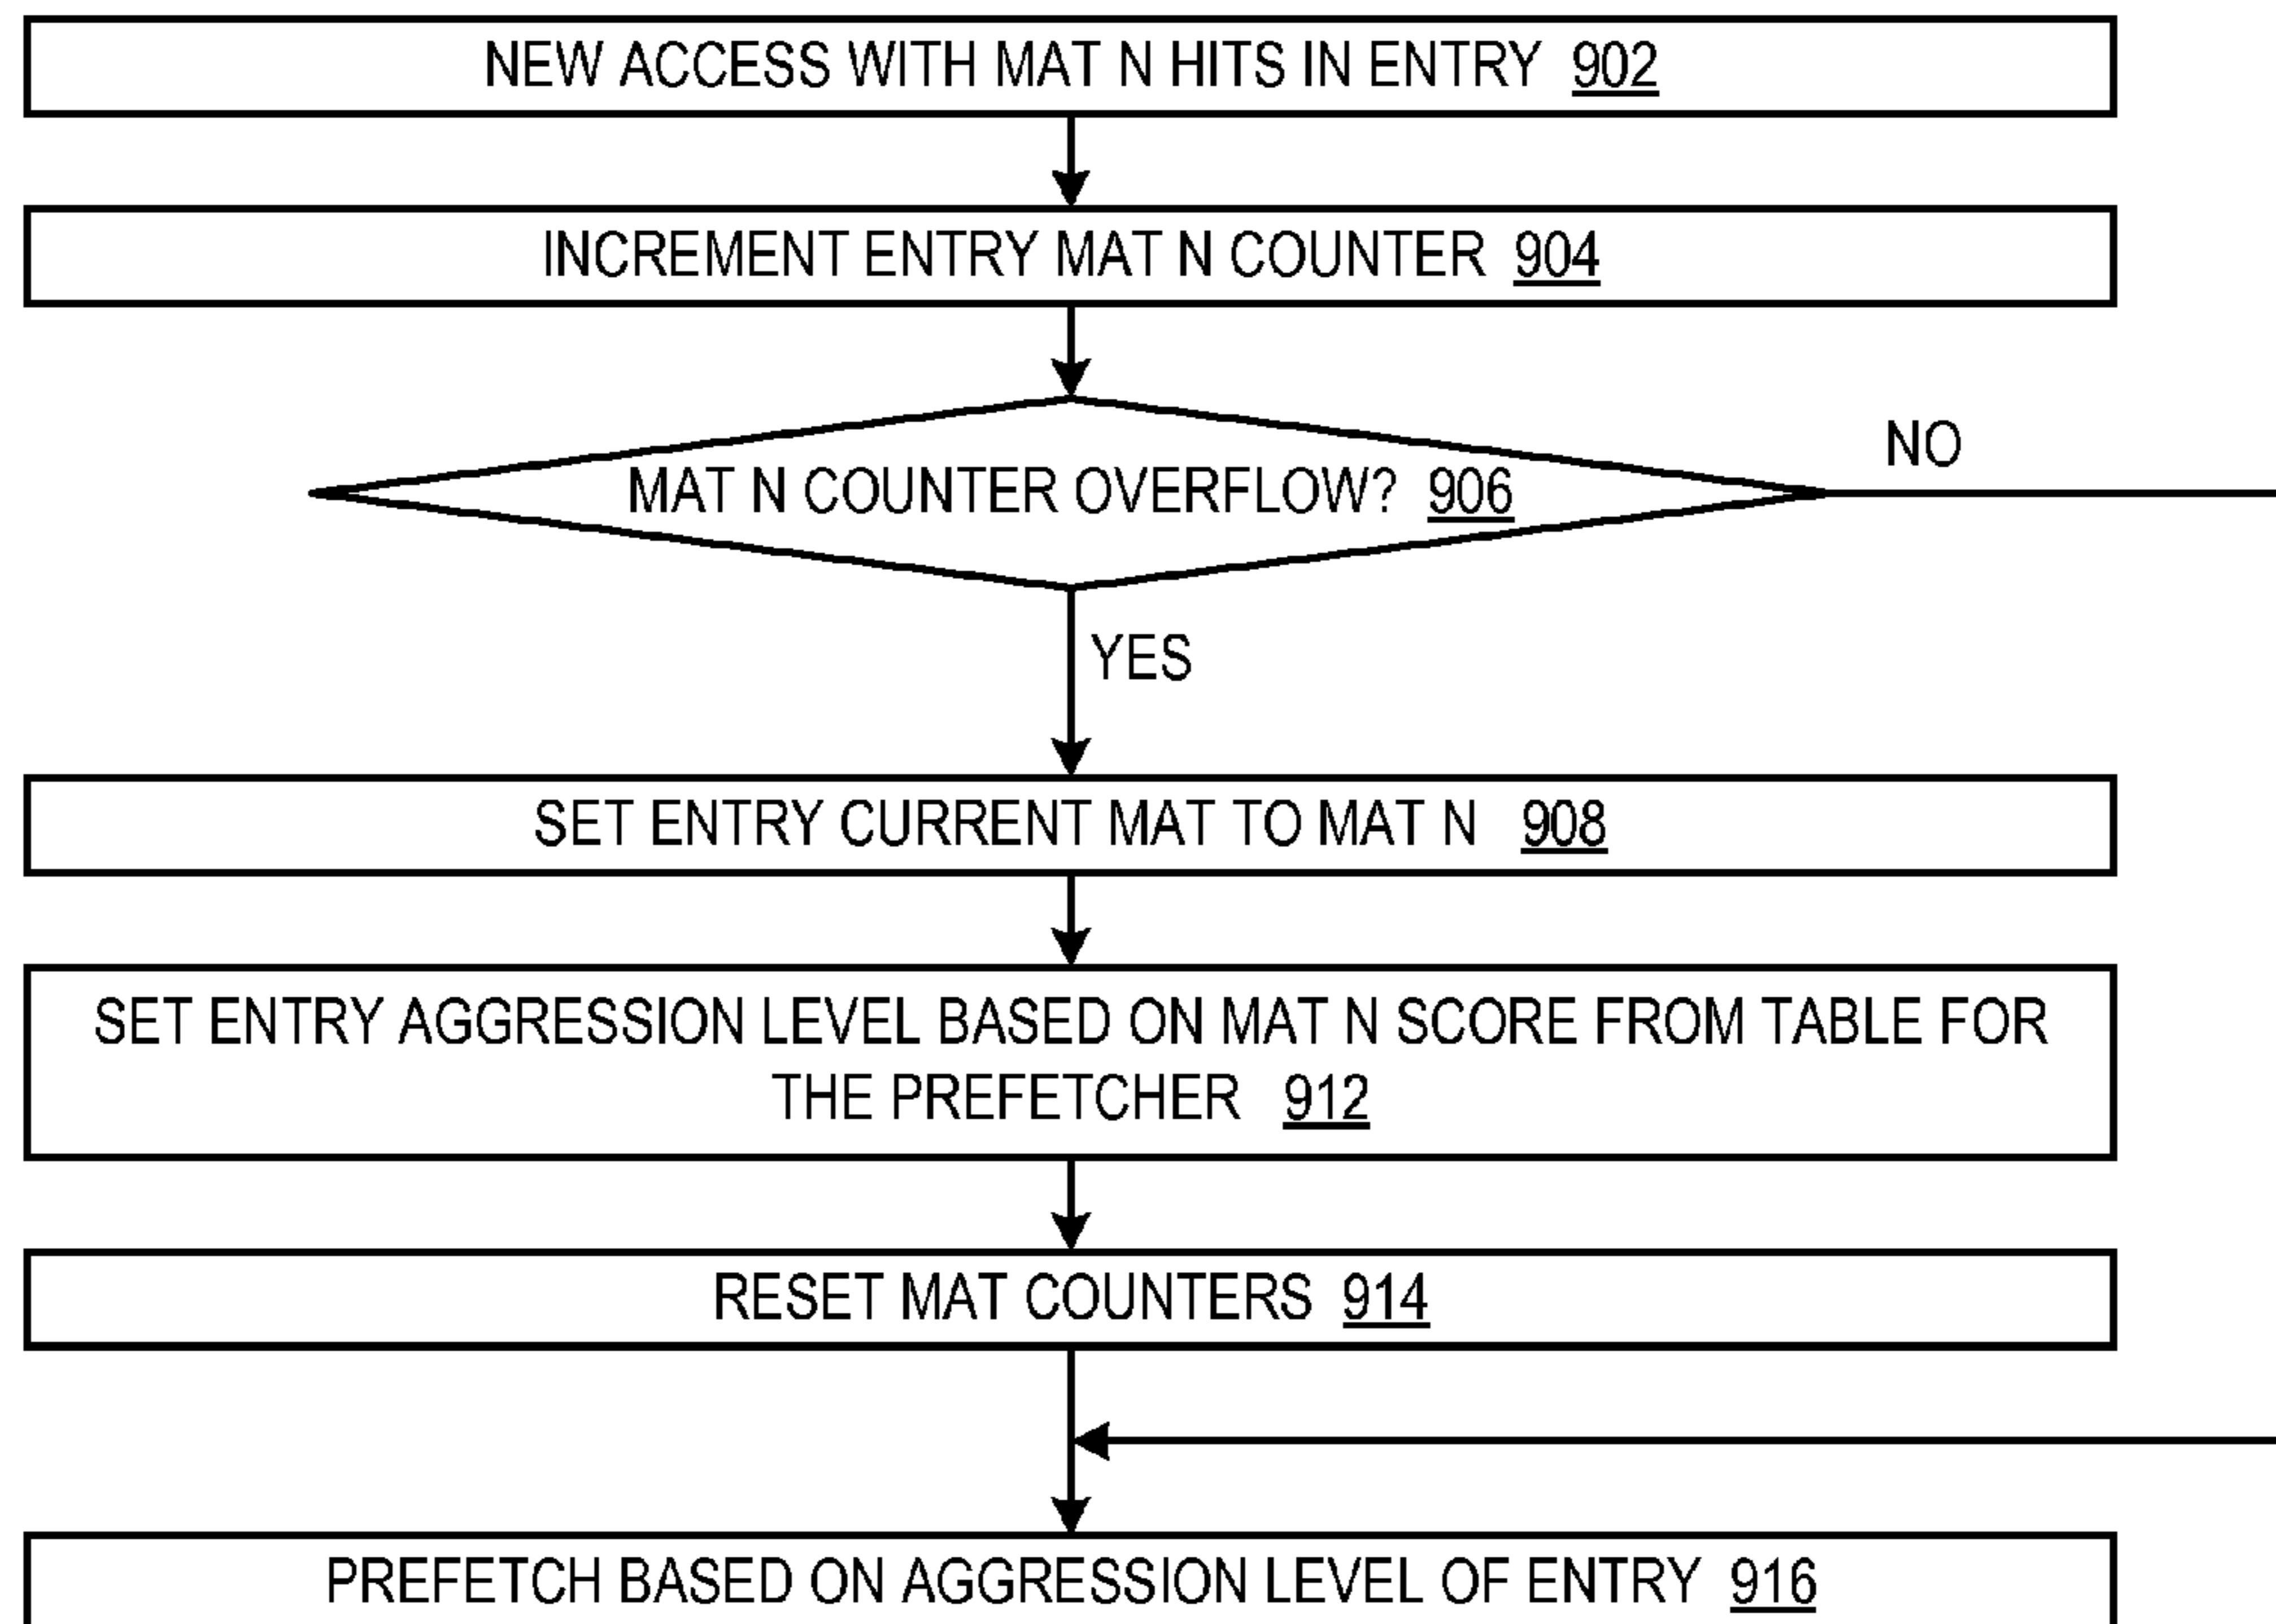 NEW ACCESS WITH MAT N HITS IN ENTRY 902
INCREMENT ENTRY MAT N COUNTER 904
NO
MAT N COUNTER OVERFLOW? 906
YES
SET ENTRY CURRENT MAT TO MAT N 908
SET ENTRY AGGRESSION LEVEL BASED ON MAT N SCORE FROM TABLE FOR
THE PREFETCHER 912
RESET MAT COUNTERS 914
PREFETCH BASED ON AGGRESSION LEVEL OF ENTRY 916